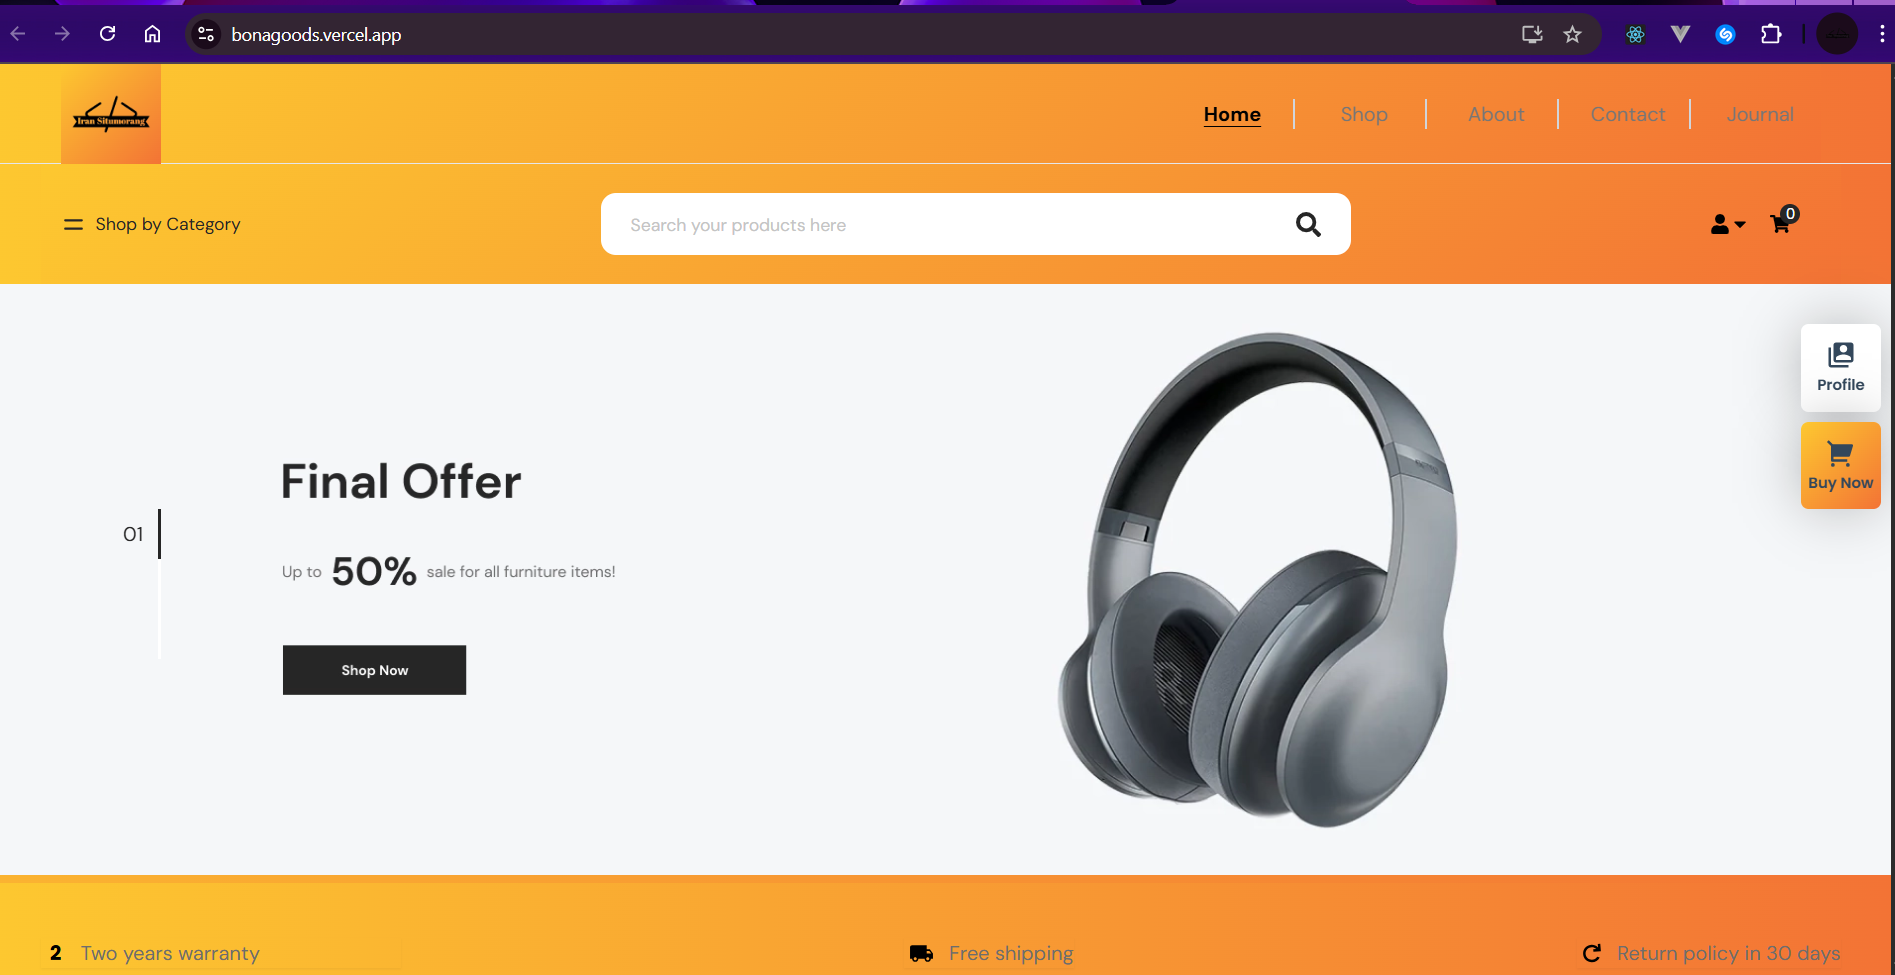 bonagoods.vercel.app
Iran Situmorang
Home
Shop
About
Contact
Journal
Shop by Category
Search your products here
0
Profile
Buy Now
Final Offer
01
Up to 50% sale for all furniture items!
Shop Now
2 Two years warranty
Free shipping
Return policy in 30 days